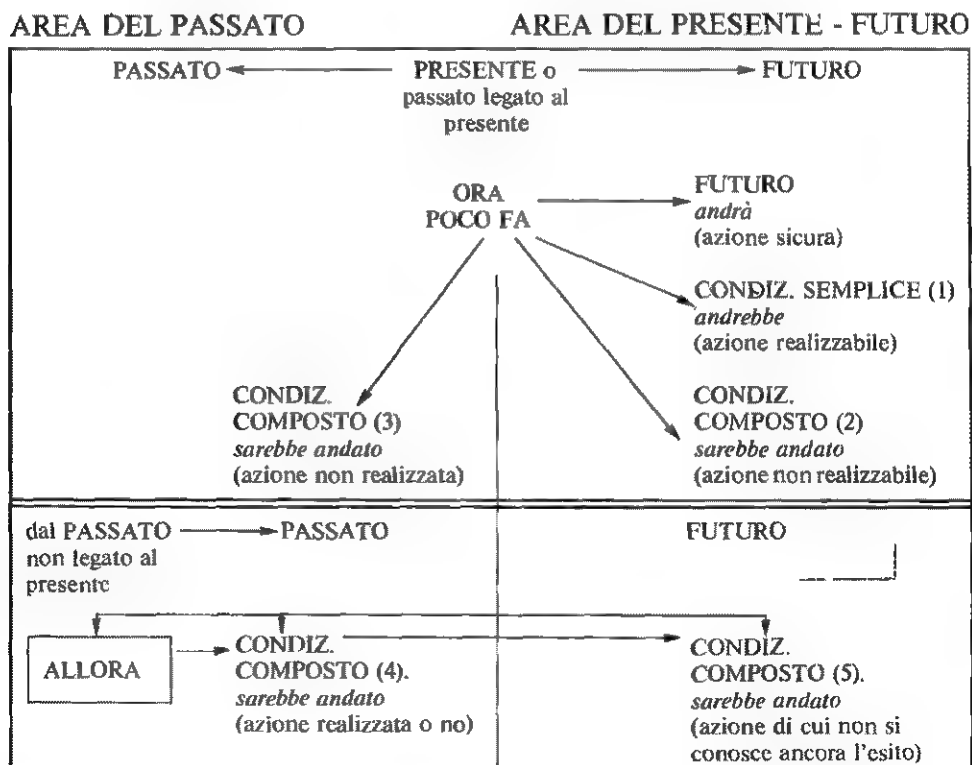 AREA DEL PASSATO
AREA DEL PRESENTE - FUTURO
PASSATO
PRESENTE o
passato legato al
presente
FUTURO
ORA
POCO FA
FUTURO
andrà
(azione sicura)
CONDIZ. SEMPLICE (1)
andrebbe
(azione realizzabile)
CONDIZ.
COMPOSTO (3)
sarebbe andato
(azione non realizzata)
CONDIZ.
COMPOSTO (2)
sarebbe andato
(azione non realizzabile)
dal PASSATO
non legato al
presente
PASSATO
FUTURO
ALLORA
CONDIZ.
COMPOSTO (4).
sarebbe andato
(azione realizzata o no)
CONDIZ.
COMPOSTO (5).
sarebbe andato
(azione di cui non si
conosce ancora l'esito)